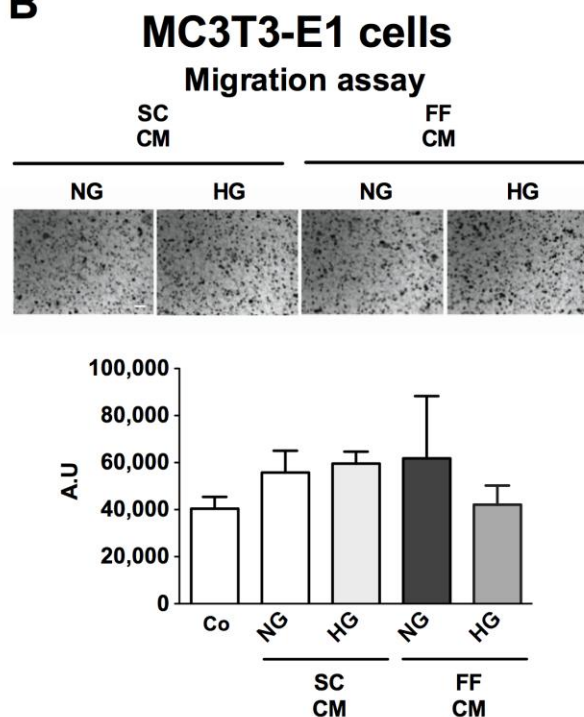 B
MC3T3-E1 cells
Migration assay
SC FF
CM CM
NG HG NG HG
100,000
80,000
60,000
40,000
20,000
0
A.U
Co NG HG NG HG
SC FF
CM CM